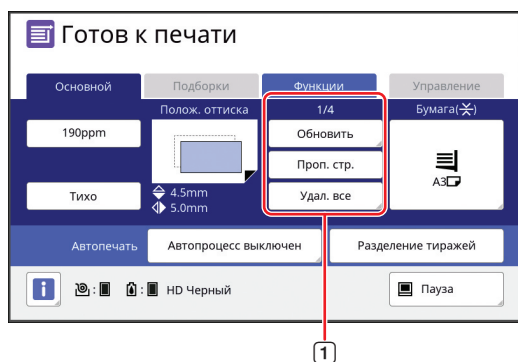 Готов к печати
Основной Подборки Функции Управление
Полож. оттиска 1/4 Бумага( )
190ppm Обновить
Проп. стр.
A3
Тихо 4.5mm Удал. все
5.0mm
Автопечать Автопроцесс выключен Разделение тиражей
i : : HD Черный Пауза
1